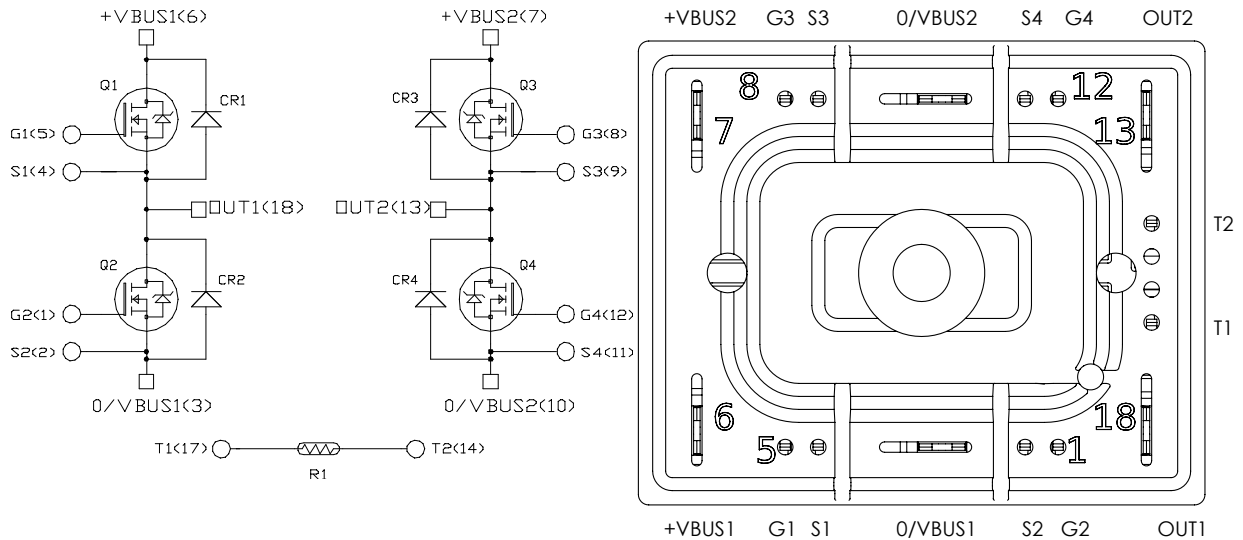 +VBUS1(6) +VBUS2(7)
Q1 CR1 CR3 Q3
G1(5) G3(8)
S1(4) S3(9)
OUT1(18) OUT2(13)
Q2 CR2 CR4 Q4
G2(1) G4(12)
S2(2) S4(11)
0/VBUS1(3) 0/VBUS2(10)
T1(17) T2(14)
R1
+VBUS2 G3 S3 0/VBUS2 S4 G4 OUT2
8 12
7 13
T2
T1
6 18
5 1
+VBUS1 G1 S1 0/VBUS1 S2 G2 OUT1